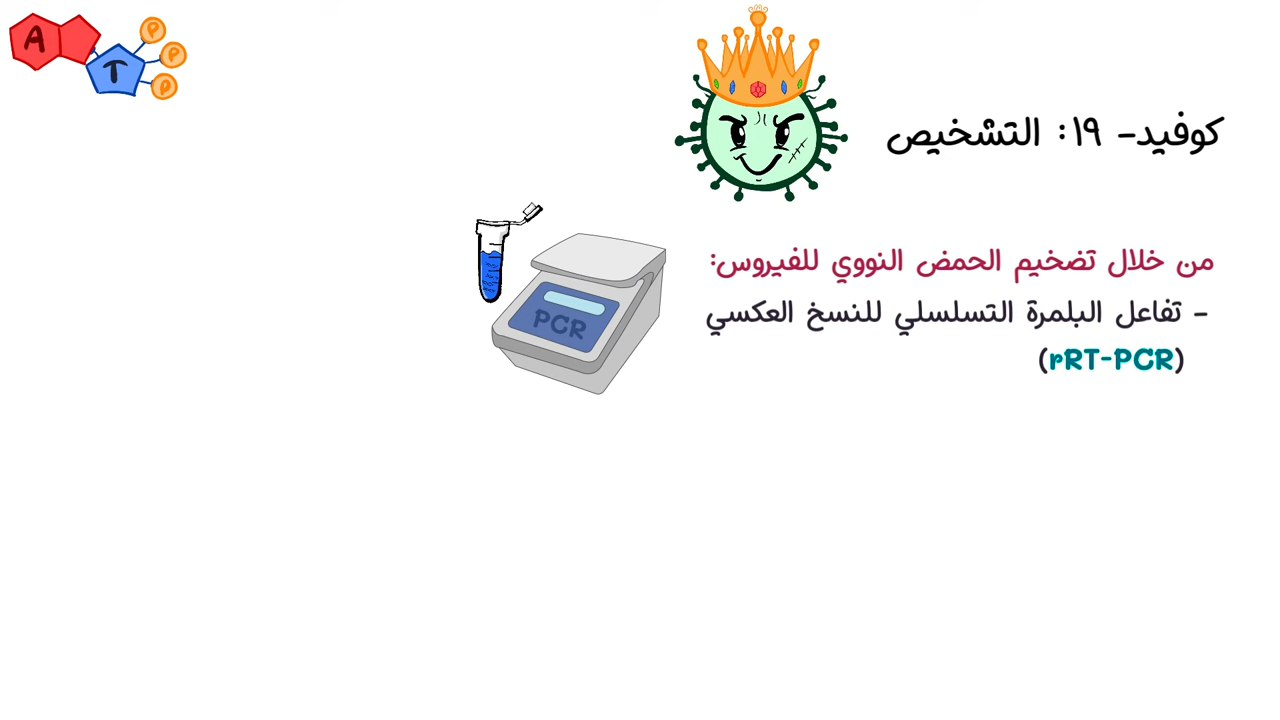 A
T
P
P
P
كوفيد- ١٩: التشخيص
من خلال تضخيم الحمض النووي للفيروس:
- تفاعل البلمرة التسلسلي للنسخ العكسي
(rRT-PCR)
PCR